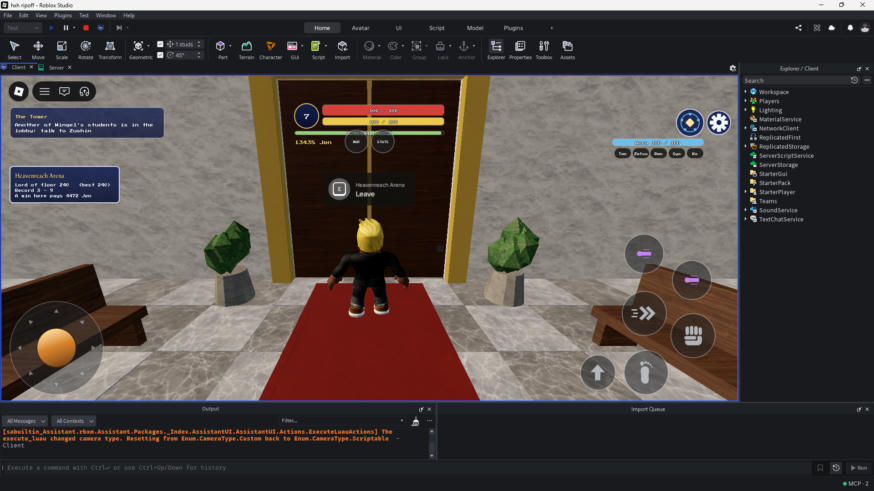 hxh ripoff - Roblox Studio
File Edit View Plugins Test Window Help
Test
Home Avatar UI Script Model Plugins +
Select Move Scale Rotate Transform Geometric 1 studs 45° Part Terrain Character GUI Script Import Material Color Group Lock Anchor Explorer Properties Toolbox Assets
Client Server
Explorer / Client
Search
Workspace
Players
Lighting
MaterialService
NetworkClient
ReplicatedFirst
ReplicatedStorage
ServerScriptService
ServerStorage
StarterGui
StarterPack
StarterPlayer
Teams
SoundService
TextChatService
The Tower
Another of Wingel's students is in the
lobby: talk to Zushin
Heavenreach Arena
Lord of floor 240 (best 240)
Record 3 - 9
A win here pays 4472 Jen
7
13435 Jen
MAP
STATS
E
Heavenreach Arena
Leave
Output
Import Queue
All Messages All Contexts Filter...
[sabuiltin_Assistant.rbxm.Assistant.Packages._Index.AssistantUI.AssistantUI.Actions.ExecuteLuauActions] The
execute_luau changed camera type. Resetting from Enum.CameraType.Custom back to Enum.CameraType.Scriptable -
Client
Execute a command with Ctrl+↵ or use Ctrl+Up/Down for history
Run
MCP · 2